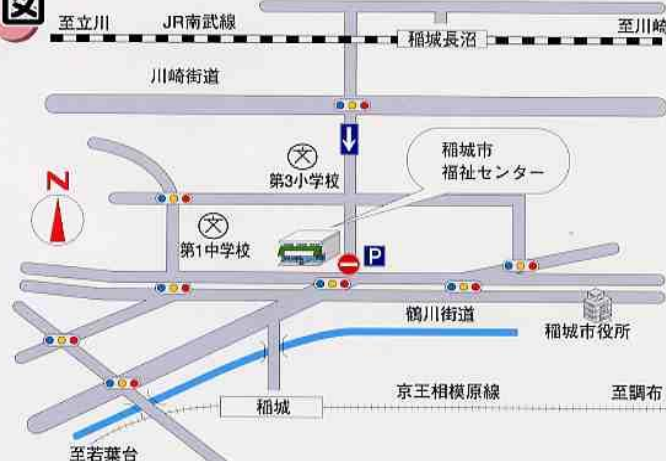 図
至立川
JR南武線
至川崎
稲城長沼
川崎街道
稲城市
福祉センター
第3小学校
N
第1中学校
P
鶴川街道
稲城市役所
京王相模原線
至調布
稲城
至若葉台